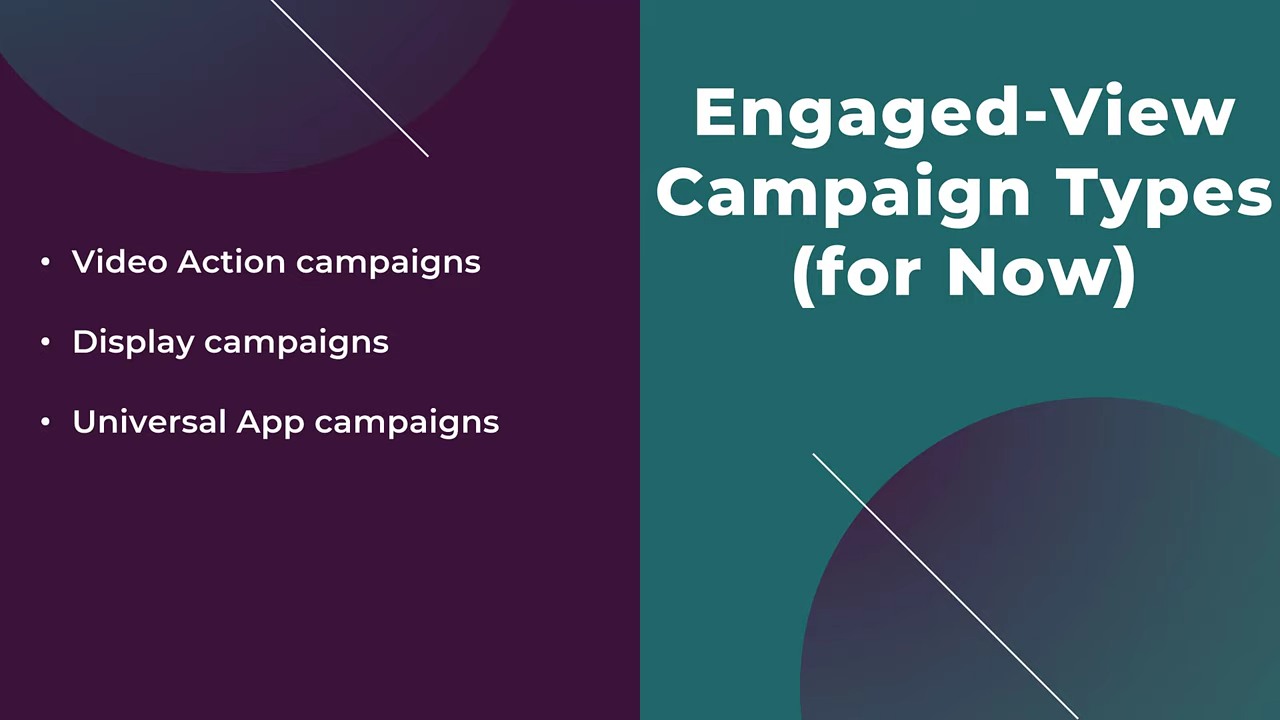 Engaged-View
Campaign Types
(for Now)
• Video Action campaigns
• Display campaigns
• Universal App campaigns